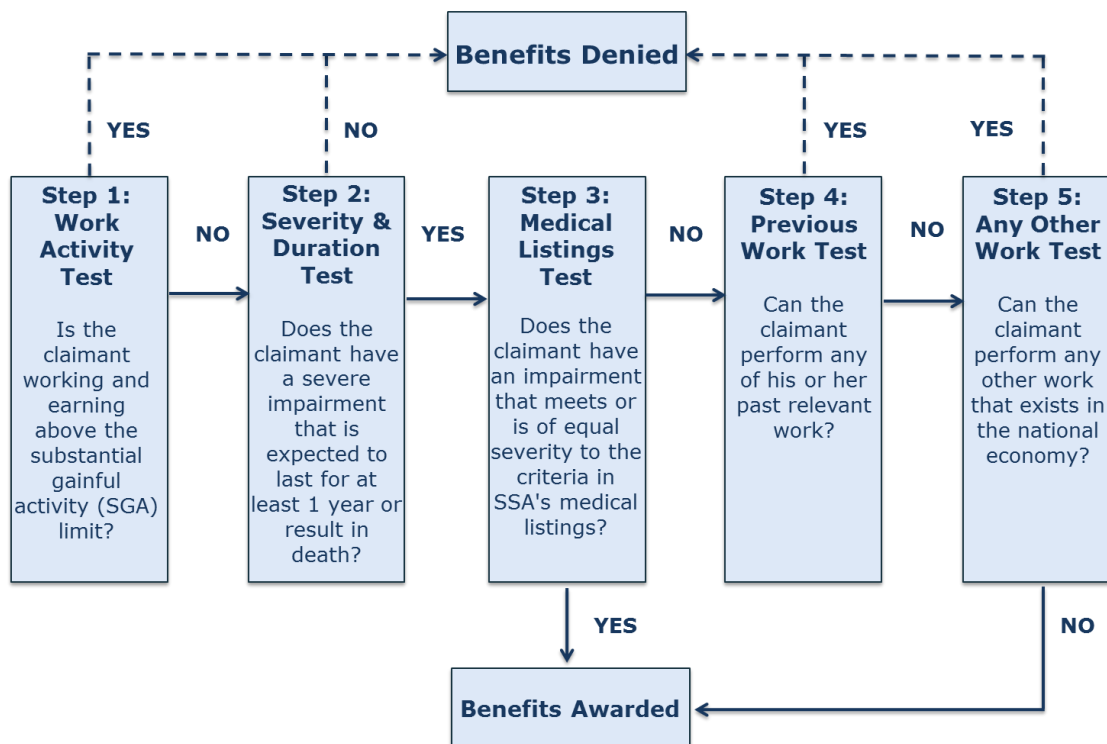 Benefits Denied
YES
NO
YES
YES
Step 1:
Work
Activity
Test
Is the
claimant
working and
earning
above the
substantial
gainful
activity (SGA)
limit?
NO
Step 2:
Severity &
Duration
Test
Does the
claimant have
a severe
impairment
that is
expected to
last for at
least 1 year or
result in
death?
YES
Step 3:
Medical
Listings
Test
Does the
claimant have
an impairment
that meets or
is of equal
severity to the
criteria in
SSA's medical
listings?
NO
Step 4:
Previous
Work Test
Can the
claimant
perform any
of his or her
past relevant
work?
NO
Step 5:
Any Other
Work Test
Can the
claimant
perform any
other work
that exists in
the national
economy?
YES
NO
Benefits Awarded